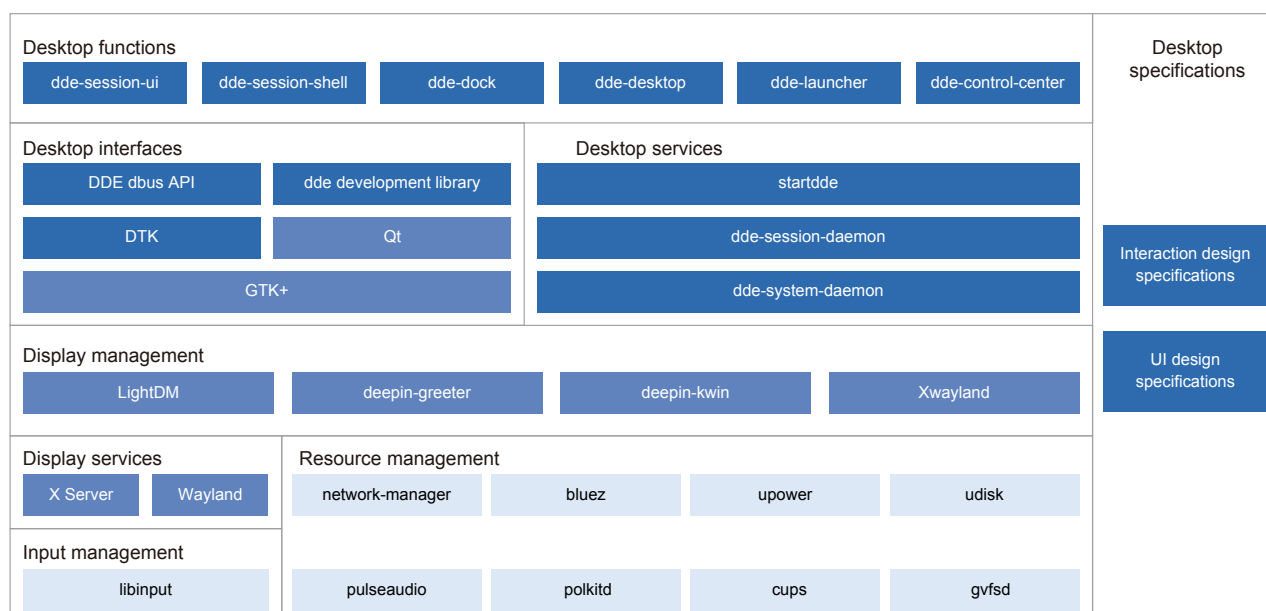 Desktop functions
dde-session-ui
dde-session-shell
dde-dock
dde-desktop
dde-launcher
dde-control-center
Desktop interfaces
DDE dbus API
dde development library
DTK
Qt
GTK+
Desktop services
startdde
dde-session-daemon
dde-system-daemon
Display management
LightDM
deepin-greeter
deepin-kwin
Xwayland
Display services
X Server
Wayland
Input management
libinput
Resource management
network-manager
bluez
upower
udisk
pulseaudio
polkitd
cups
gvfsd
Desktop
specifications
Interaction design
specifications
UI design
specifications